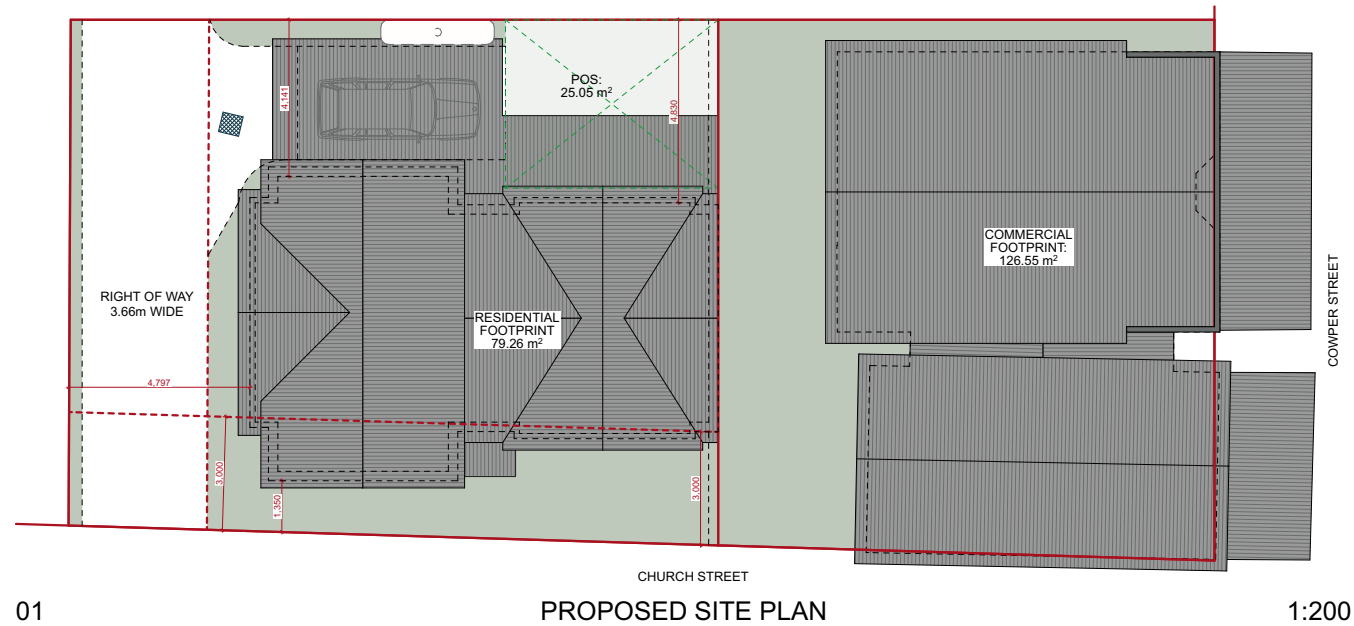 4,141
POS:
25.05 m²
4,830
COMMERCIAL
FOOTPRINT:
126.55 m²
RIGHT OF WAY
3.66m WIDE
RESIDENTIAL
FOOTPRINT
79.26 m²
COWPER STREET
4,797
3,000
1,350
3,000
CHURCH STREET
01
PROPOSED SITE PLAN
1:200